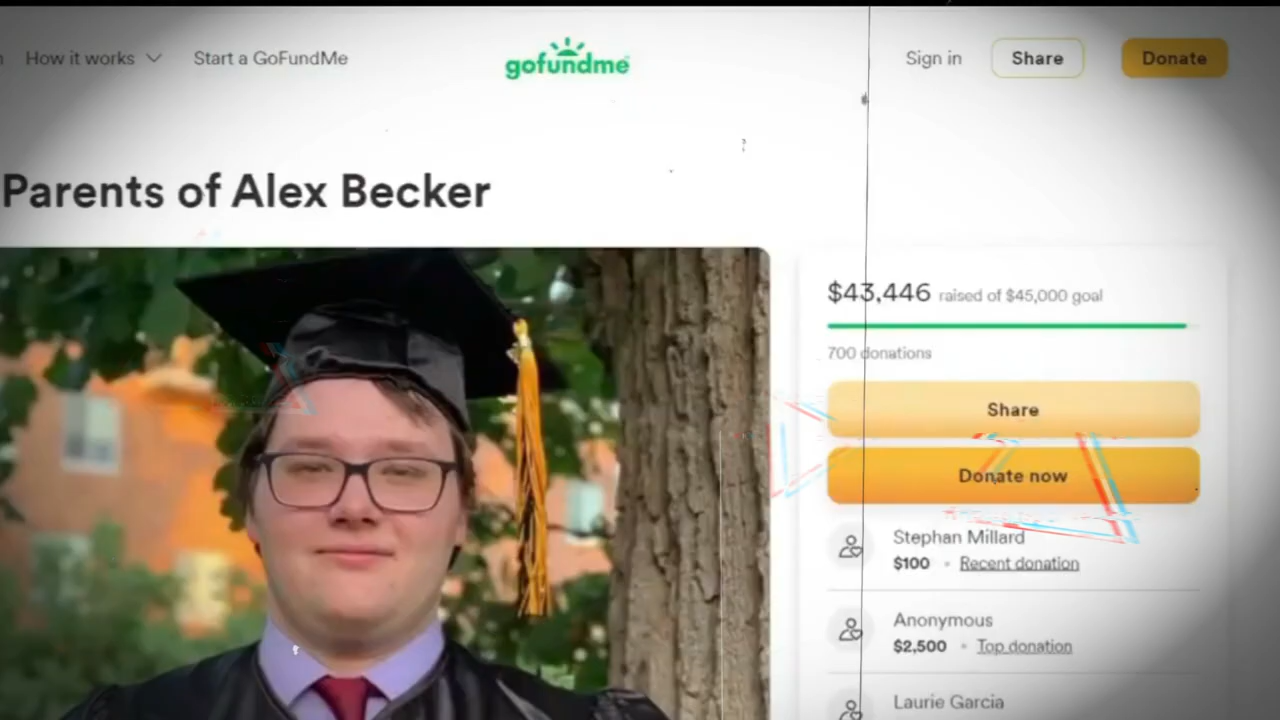 How it works
Start a GoFundMe
gofundme
Sign in
Share
Donate
Parents of Alex Becker
$43,446 raised of $45,000 goal
700 donations
Share
Donate now
Stephan Millard
$100 • Recent donation
Anonymous
$2,500 • Top donation
Laurie Garcia